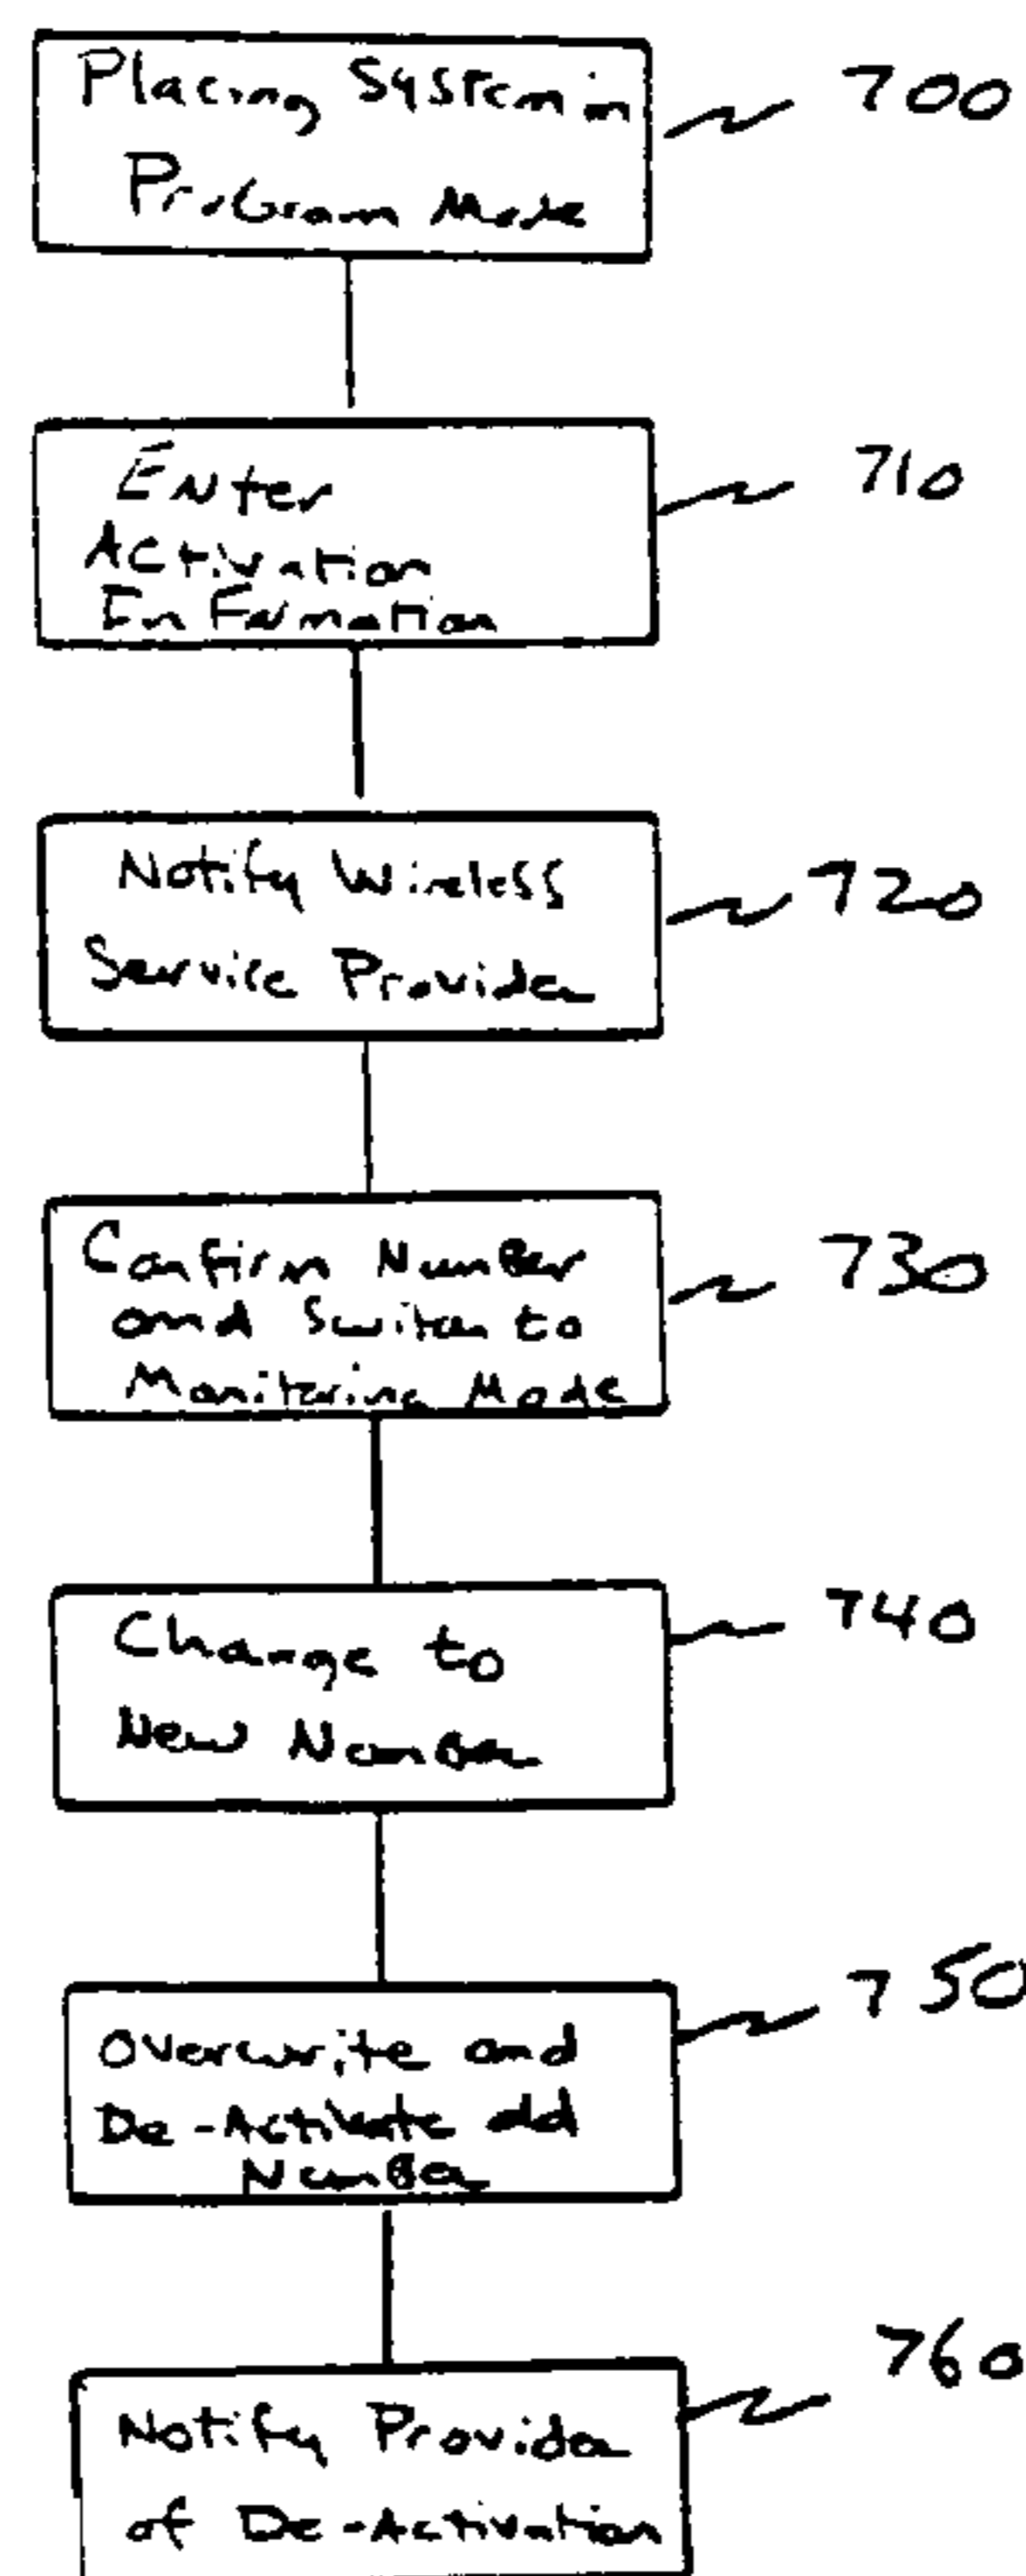 Placing System in
Program Mode
700
Enter
Activation
Information
710
Notify Wireless
Service Provider
720
Confirm Number
and Switch to
Monitoring Mode
730
Change to
New Number
740
Overwrite and
De-Activate old
Number
750
Notify Provider
of De-Activation
760